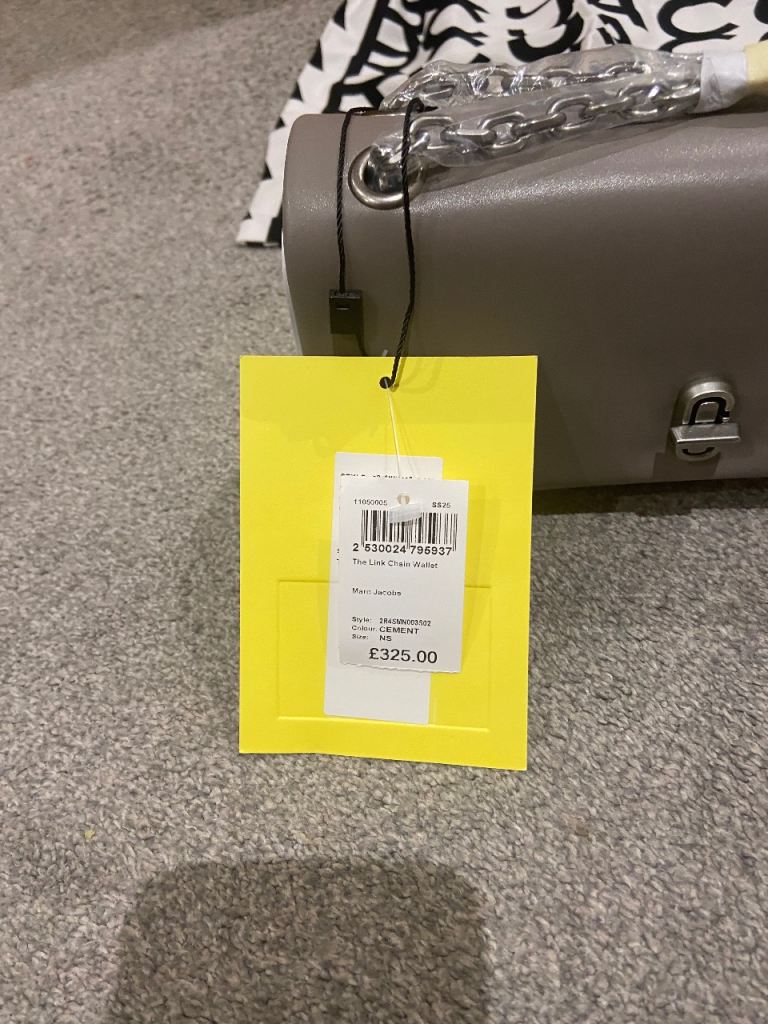 11050005 SS25
2 530024 795937
The Link Chain Wallet
Marc Jacobs
Style: 2R4SMN003S02
Colour: CEMENT
Size: NS
£325.00